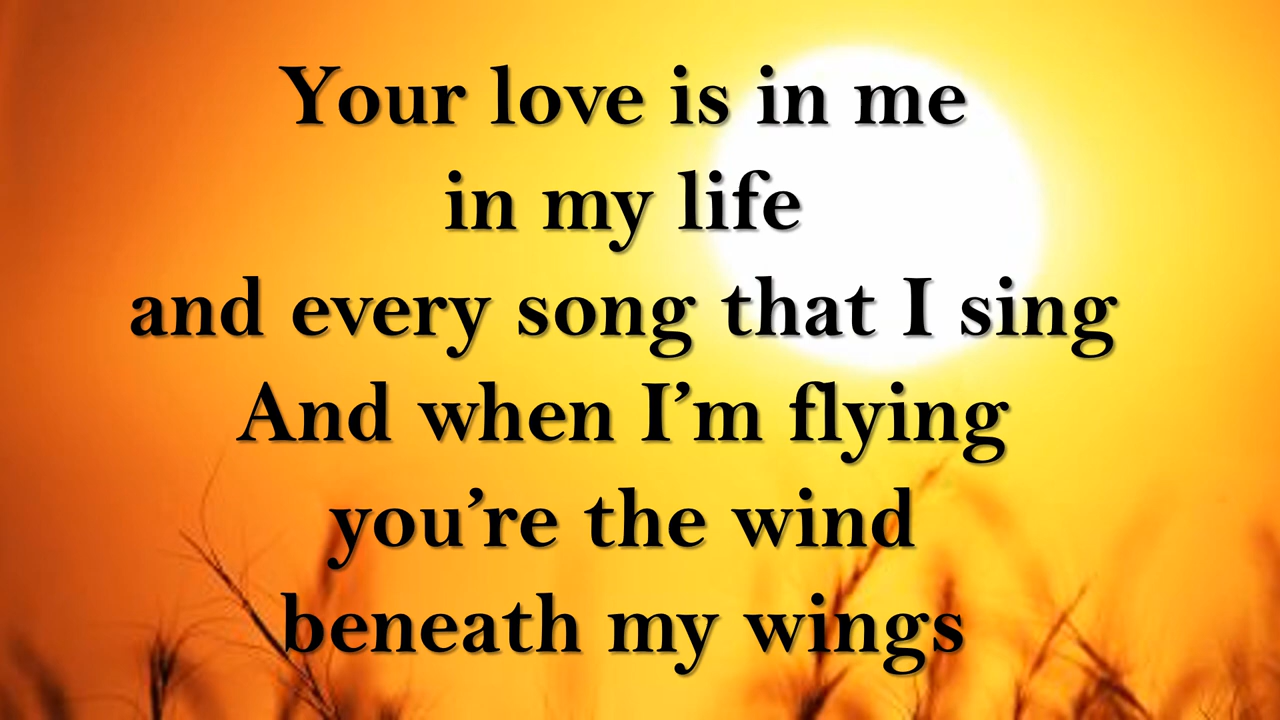 Your love is in me
in my life
and every song that I sing
And when I’m flying
you’re the wind
beneath my wings